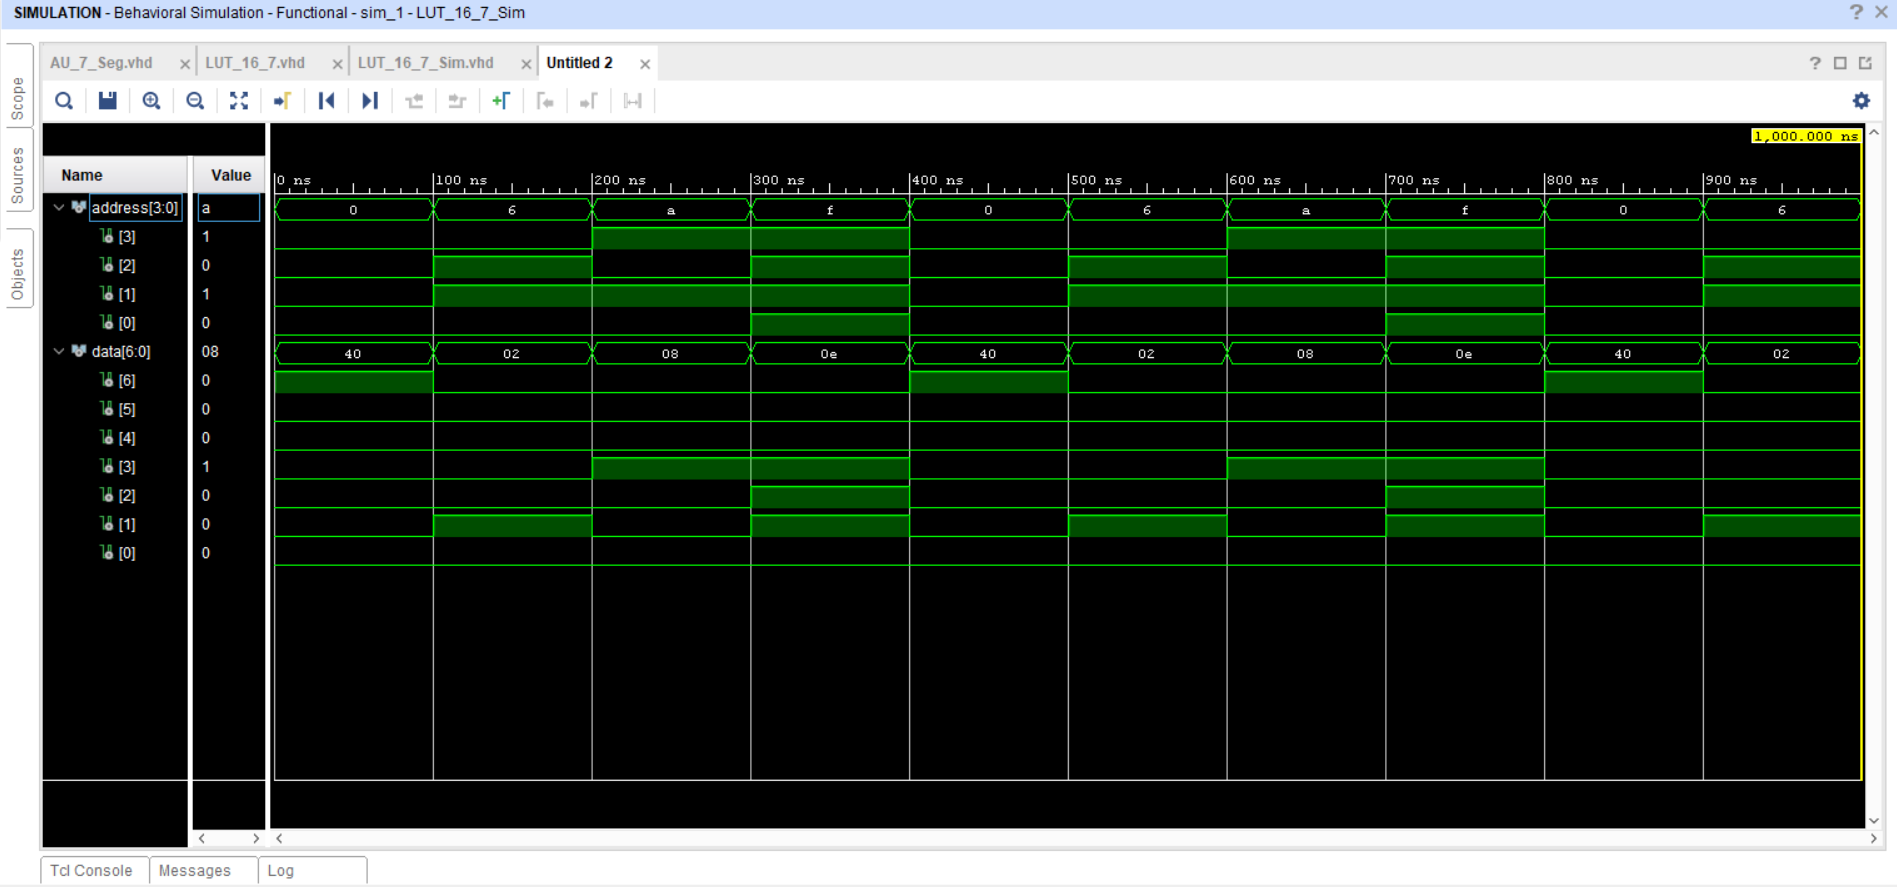 SIMULATION - Behavioral Simulation - Functional - sim_1 - LUT_16_7_Sim
AU_7_Seg.vhd LUT_16_7.vhd LUT_16_7_Sim.vhd Untitled 2
Scope
Sources
Objects
1,000.000 ns
Name Value
0 ns 100 ns 200 ns 300 ns 400 ns 500 ns 600 ns 700 ns 800 ns 900 ns
address[3:0] a 0 6 a f 0 6 a f 0 6
[3] 1
[2] 0
[1] 1
[0] 0
data[6:0] 08 40 02 08 0e 40 02 08 0e 40 02
[6] 0
[5] 0
[4] 0
[3] 1
[2] 0
[1] 0
[0] 0
Tcl Console Messages Log